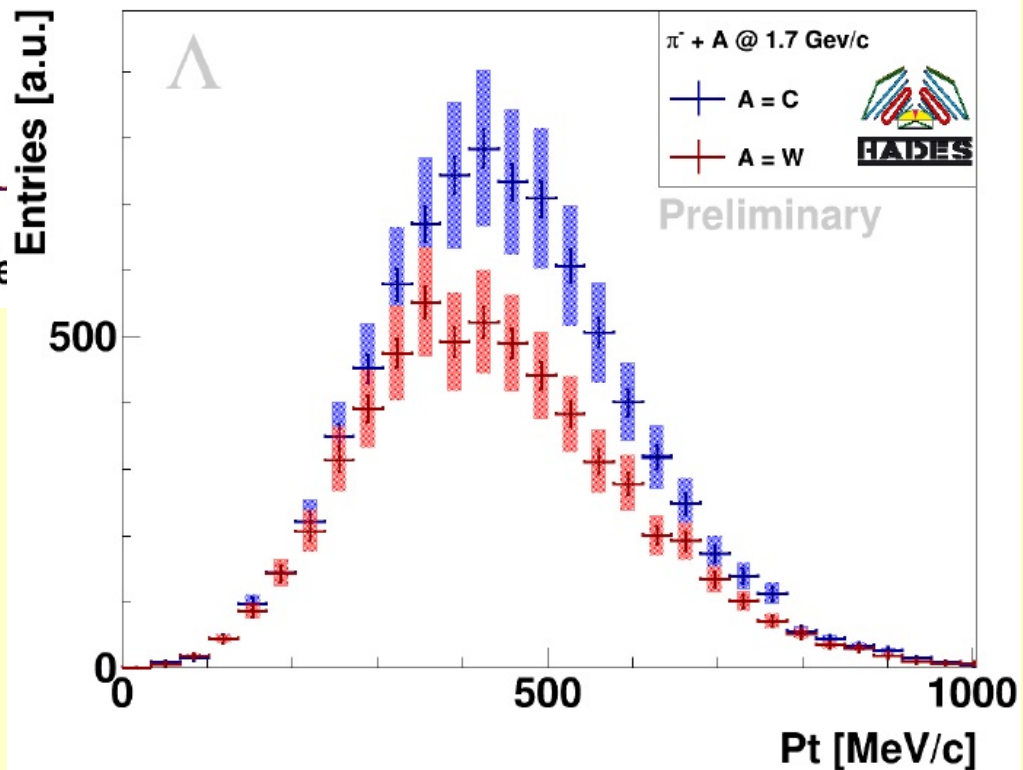 Entries [a.u.]
Λ
π⁻ + A @ 1.7 Gev/c
A = C
A = W
HADES
Preliminary
500
0
0
500
1000
Pt [MeV/c]